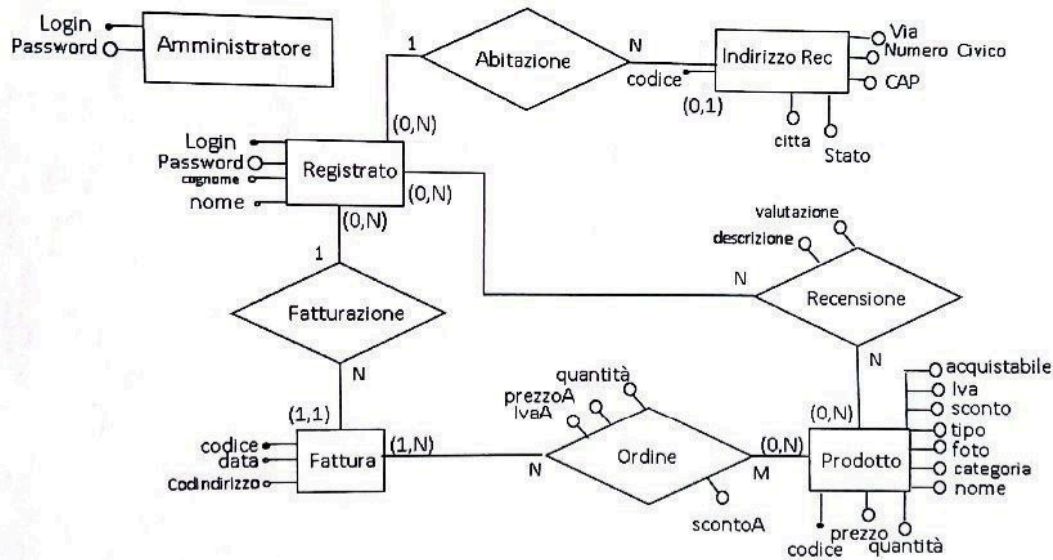 Login
Password
Amministratore
1
Abitazione
N
codice
Indirizzo Rec
(0,1)
Via
Numero Civico
CAP
citta
Stato
(0,N)
Login
Password
cognome
nome
Registrato
(0,N)
(0,N)
1
Fatturazione
N
valutazione
descrizione
N
Recensione
N
(1,1)
codice
data
Codindirizzo
Fattura
(1,N)
N
quantità
prezzoA
IvaA
Ordine
scontoA
(0,N)
M
(0,N)
Prodotto
acquistabile
Iva
sconto
tipo
foto
categoria
nome
codice
prezzo
quantità